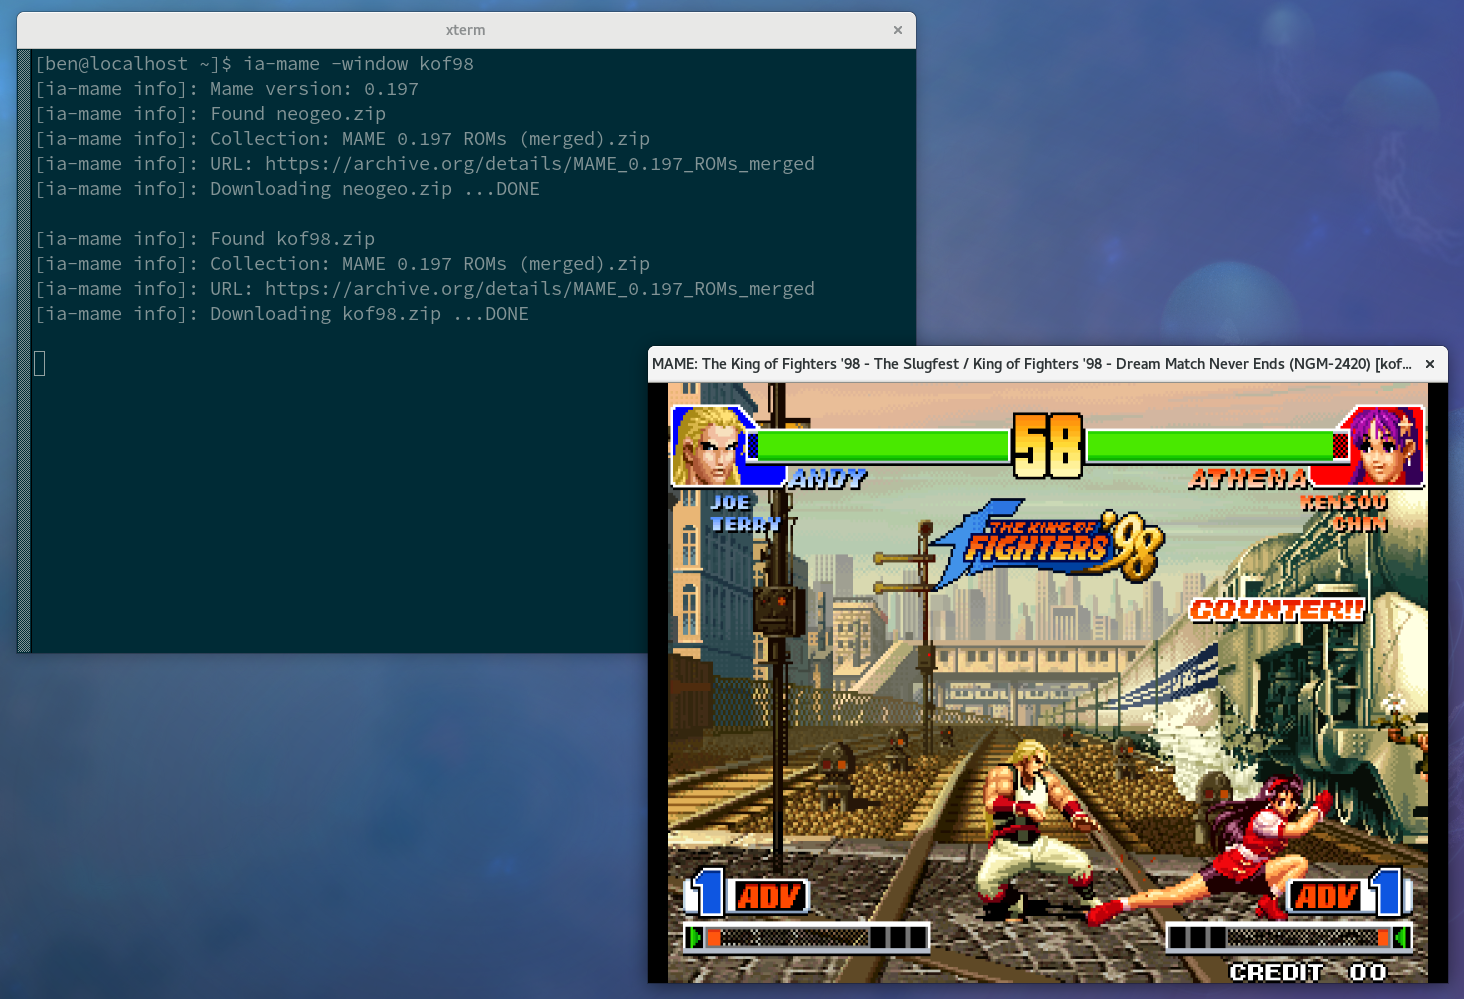 xterm
[ben@localhost ~]$ ia-mame -window kof98
[ia-mame info]: Mame version: 0.197
[ia-mame info]: Found neogeo.zip
[ia-mame info]: Collection: MAME 0.197 ROMs (merged).zip
[ia-mame info]: URL: https://archive.org/details/MAME_0.197_ROMs_merged
[ia-mame info]: Downloading neogeo.zip ...DONE
[ia-mame info]: Found kof98.zip
[ia-mame info]: Collection: MAME 0.197 ROMs (merged).zip
[ia-mame info]: URL: https://archive.org/details/MAME_0.197_ROMs_merged
[ia-mame info]: Downloading kof98.zip ...DONE
MAME: The King of Fighters '98 - The Slugfest / King of Fighters '98 - Dream Match Never Ends (NGM-2420) [kof...
58
ANDY
ATHENA
JOE
KENSOU
TERRY
CHIN
THE KING OF
FIGHTERS '98
COUNTER!!
1 ADV
ADV 1
CREDIT 00